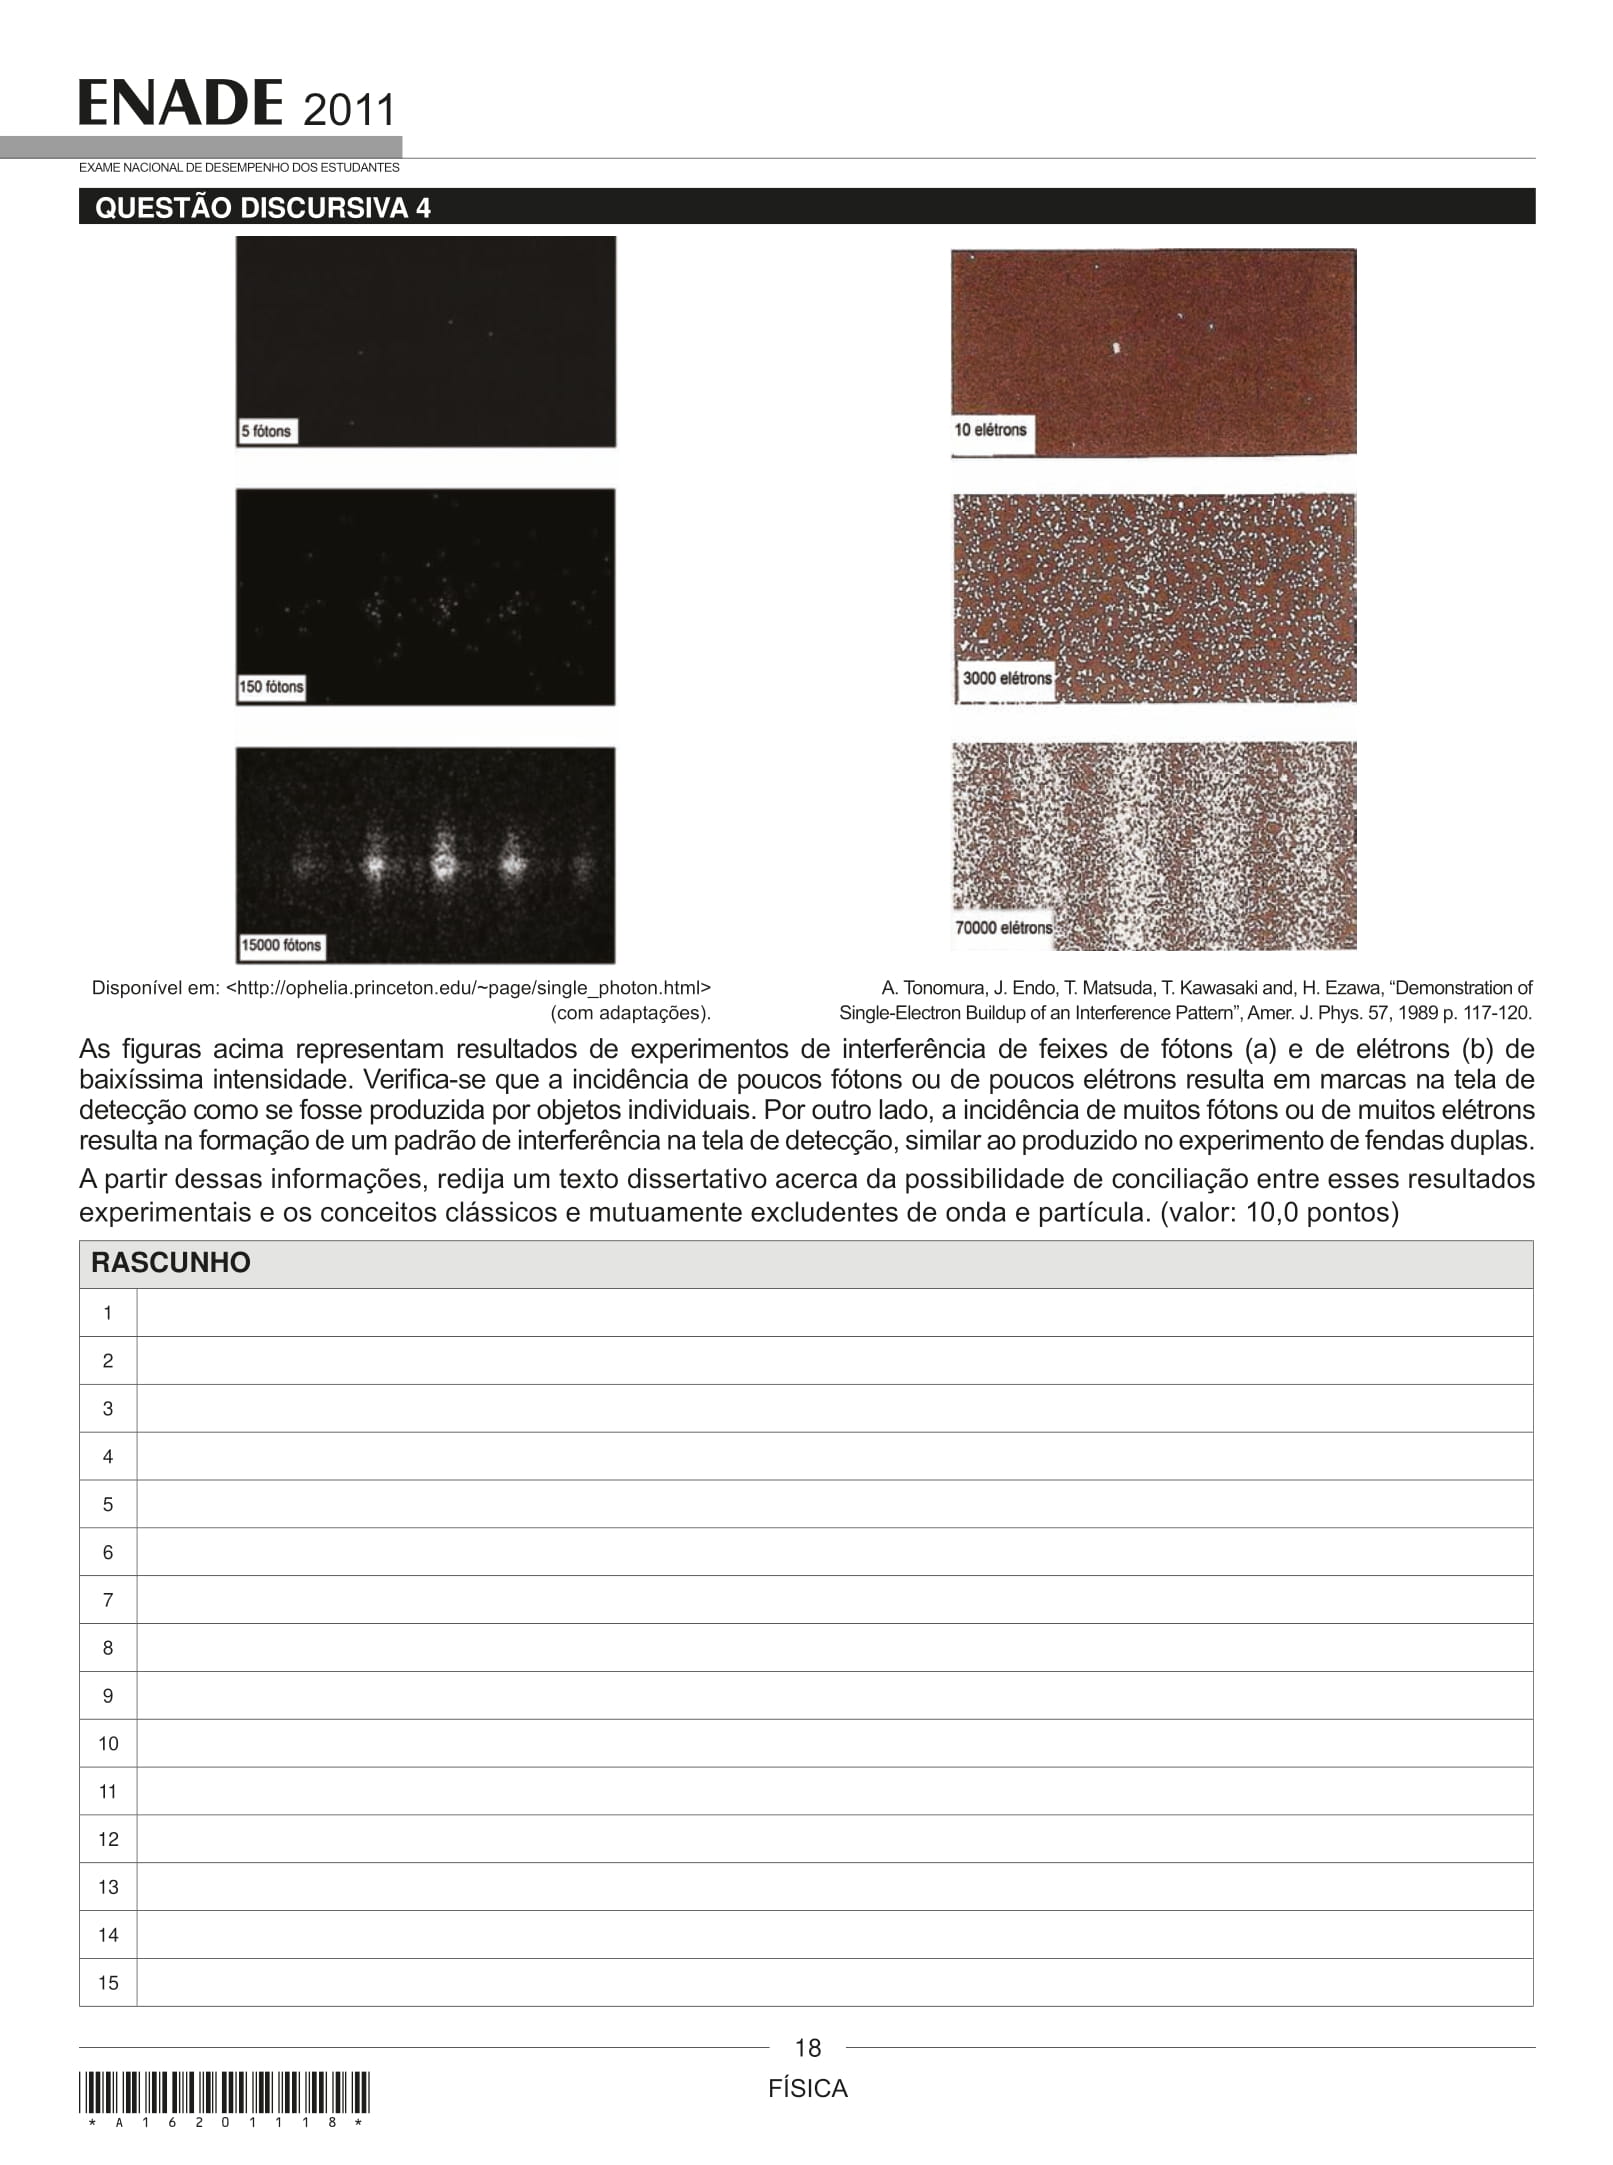 ENADE 2011
EXAME NACIONAL DE DESEMPENHO DOS ESTUDANTES
QUESTÃO DISCURSIVA 4
5 fótons
10 elétrons
150 fótons
3000 elétrons
15000 fótons
70000 elétrons
Disponível em: <http://ophelia.princeton.edu/~page/single_photon.html>
(com adaptações).
A. Tonomura, J. Endo, T. Matsuda, T. Kawasaki and, H. Ezawa, “Demonstration of
Single-Electron Buildup of an Interference Pattern”, Amer. J. Phys. 57, 1989 p. 117-120.
As figuras acima representam resultados de experimentos de interferência de feixes de fótons (a) e de elétrons (b) de
baixíssima intensidade. Verifica-se que a incidência de poucos fótons ou de poucos elétrons resulta em marcas na tela de
detecção como se fosse produzida por objetos individuais. Por outro lado, a incidência de muitos fótons ou de muitos elétrons
resulta na formação de um padrão de interferência na tela de detecção, similar ao produzido no experimento de fendas duplas.
A partir dessas informações, redija um texto dissertativo acerca da possibilidade de conciliação entre esses resultados
experimentais e os conceitos clássicos e mutuamente excludentes de onda e partícula. (valor: 10,0 pontos)
RASCUNHO
1
2
3
4
5
6
7
8
9
10
11
12
13
14
15
18
FÍSICA
* A 1 6 2 0 1 1 1 8 *